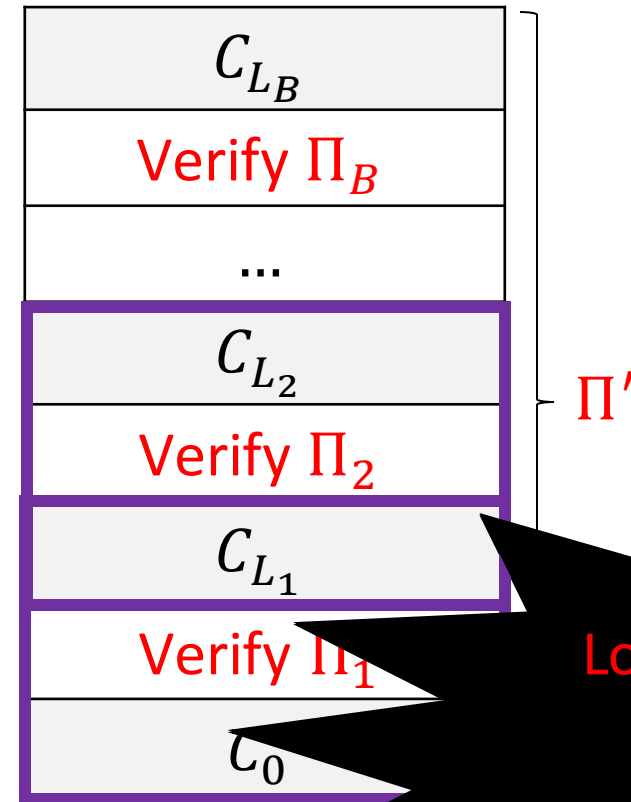 C_{L_B}
Verify Π_B
...
C_{L_2}
Verify Π_2
Π'
C_{L_1}
Verify Π_1
C_0